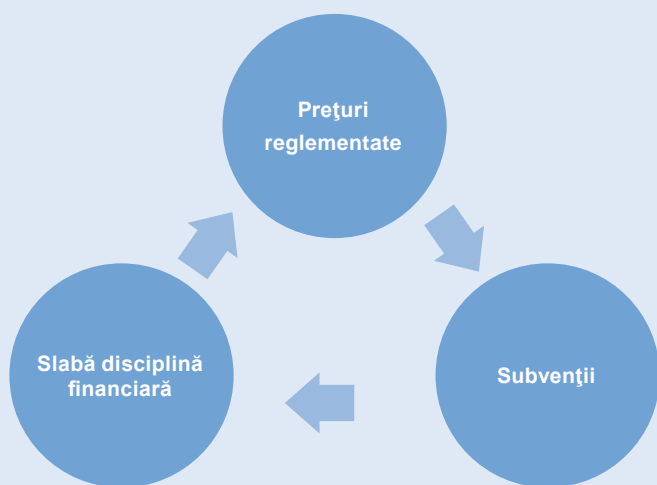 Preţuri
reglementate
Slabă disciplină
financiară
Subvenţii